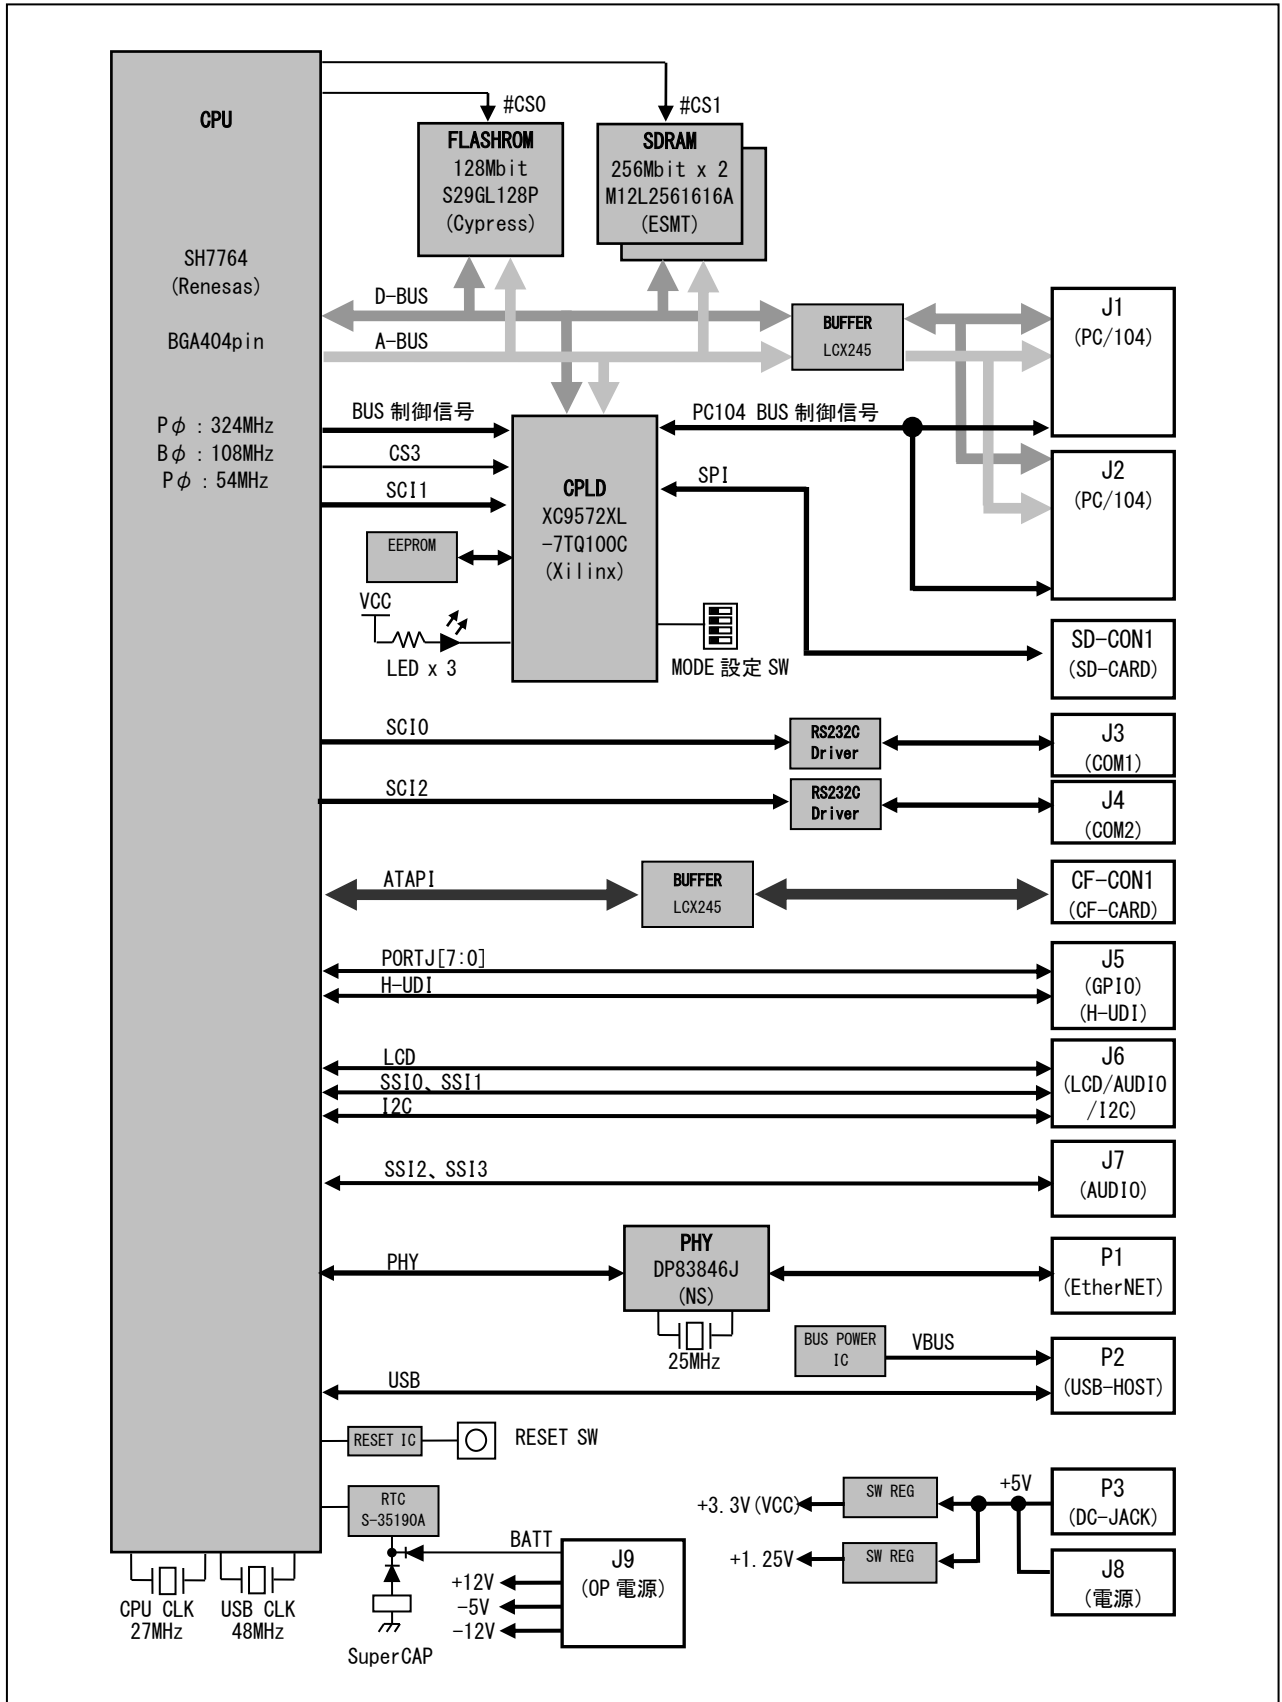 CPU
SH7764
(Renesas)
BGA404pin
Pφ : 324MHz
Bφ : 108MHz
Pφ : 54MHz
#CS0
#CS1
FLASHROM
128Mbit
S29GL128P
(Cypress)
SDRAM
256Mbit x 2
M12L2561616A
(ESMT)
D-BUS
A-BUS
BUFFER
LCX245
J1
(PC/104)
BUS 制御信号
CS3
SCI1
PC104 BUS 制御信号
SPI
CPLD
XC9572XL
-7TQ100C
(Xilinx)
J2
(PC/104)
EEPROM
VCC
LED x 3
MODE 設定 SW
SD-CON1
(SD-CARD)
SCI0
RS232C
Driver
J3
(COM1)
SCI2
RS232C
Driver
J4
(COM2)
ATAPI
BUFFER
LCX245
CF-CON1
(CF-CARD)
PORTJ[7:0]
H-UDI
J5
(GPIO)
(H-UDI)
LCD
SSI0、SSI1
I2C
J6
(LCD/AUDIO
/I2C)
SSI2、SSI3
J7
(AUDIO)
PHY
PHY
DP83846J
(NS)
25MHz
P1
(EtherNET)
BUS POWER
IC
VBUS
USB
P2
(USB-HOST)
RESET IC
RESET SW
RTC
S-35190A
BATT
SuperCAP
J9
(OP 電源)
+12V
-5V
-12V
+3.3V(VCC)
SW REG
+5V
P3
(DC-JACK)
+1.25V
SW REG
J8
(電源)
CPU CLK
27MHz
USB CLK
48MHz